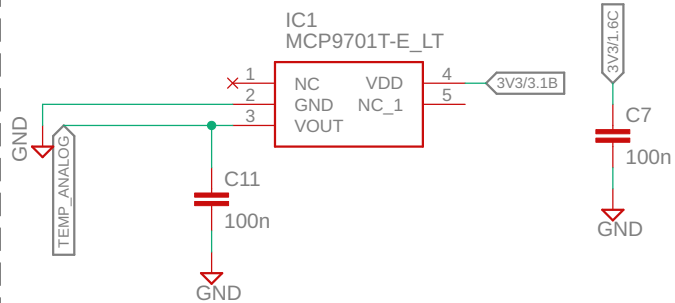 IC1
MCP9701T-E_LT
1
NC
2
GND
3
VOUT
VDD
4
NC_1
5
3V3/3.1B
3V3/1.6C
C7
100n
GND
GND
TEMP_ANALOG
C11
100n
GND